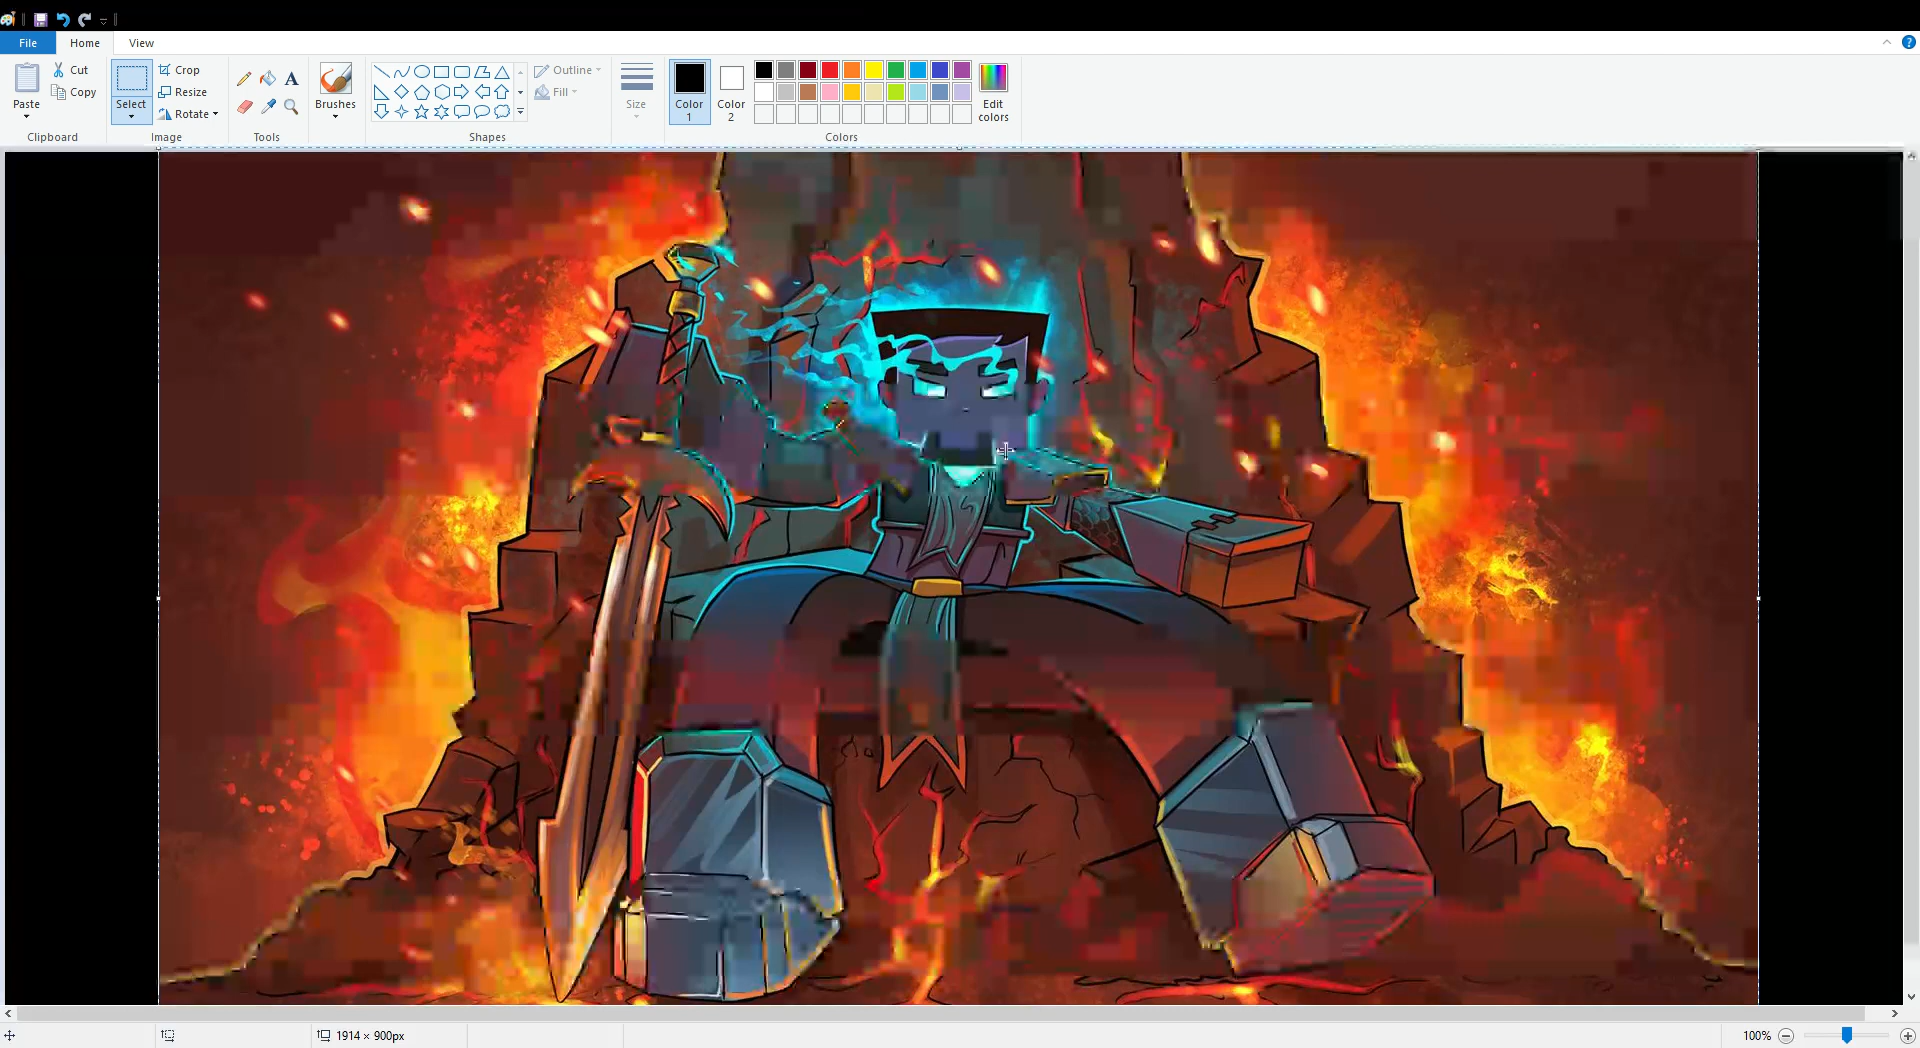 File Home View
Paste
Cut
Copy
Clipboard
Select
Crop
Resize
Rotate
Image
A
Tools
Brushes
Shapes
Outline
Fill
Size
Color
1
Color
2
Edit
colors
Colors
1914 × 900px
100%